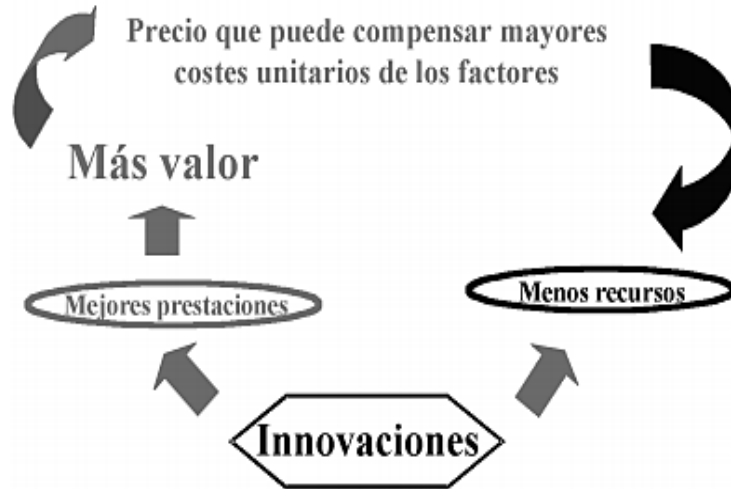 Precio que puede compensar mayores
costes unitarios de los factores
Más valor
Mejores prestaciones
Menos recursos
Innovaciones